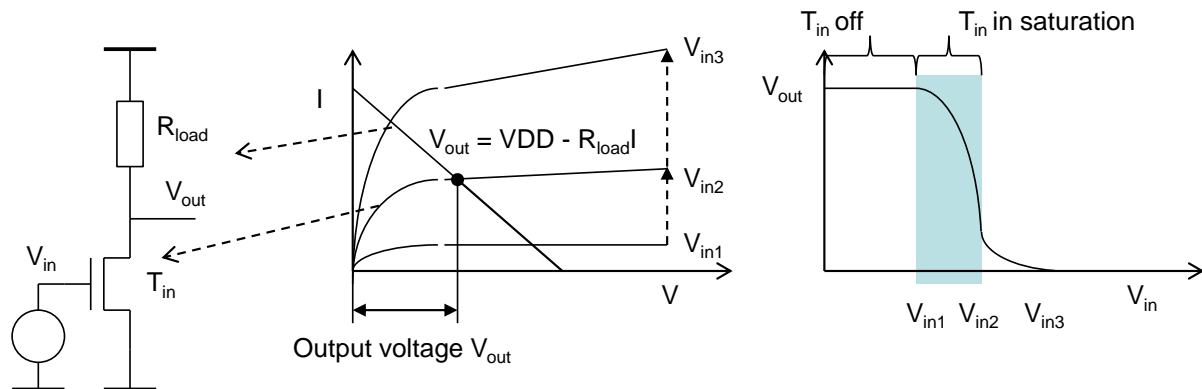 R_load
V_out
V_in
T_in
I
V_out = VDD - R_load I
V_in3
V_in2
V_in1
V
Output voltage V_out
T_in off
T_in in saturation
V_out
V_in1
V_in2
V_in3
V_in